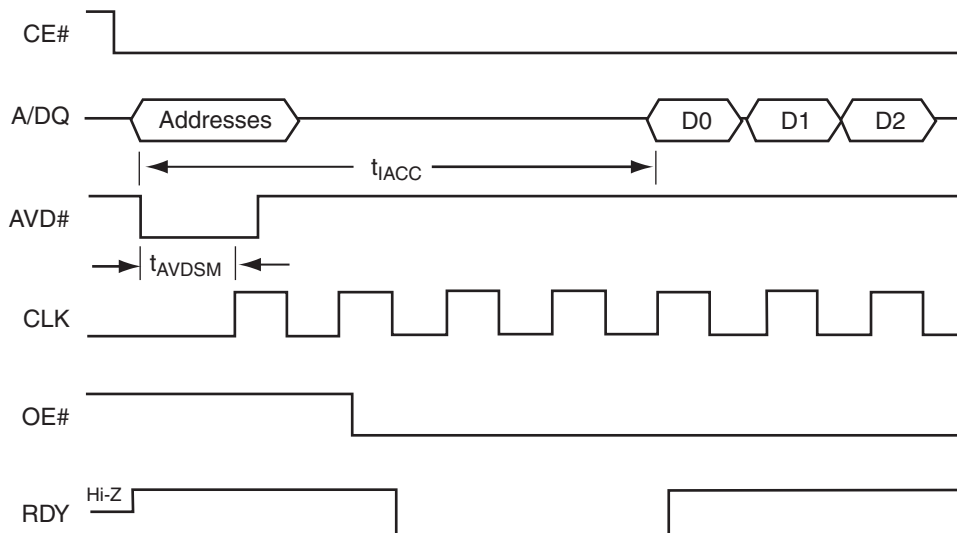 CE#
A/DQ
Addresses
D0
D1
D2
tIACC
AVD#
tAVDSM
CLK
OE#
Hi-Z
RDY